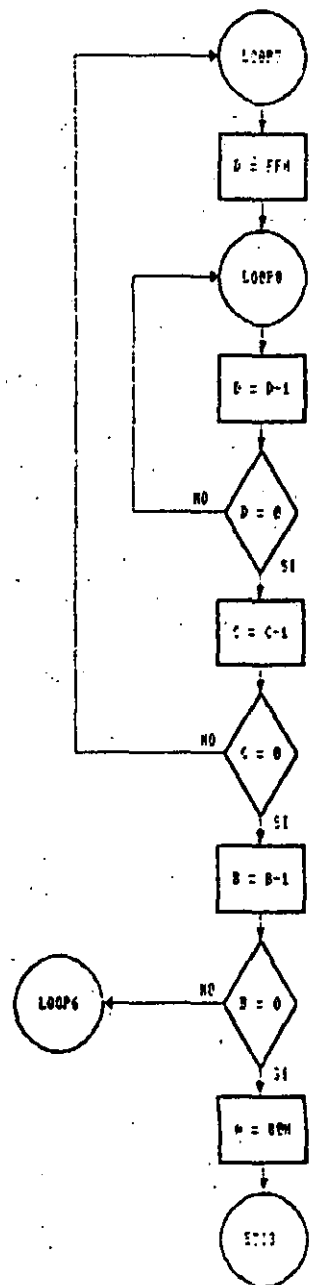 LOOP7
D = FFH
LOOP8
D = D-1
D = 0
NO
SI
C = C-1
C = 0
NO
SI
B = B-1
B = 0
NO
LOOP6
SI